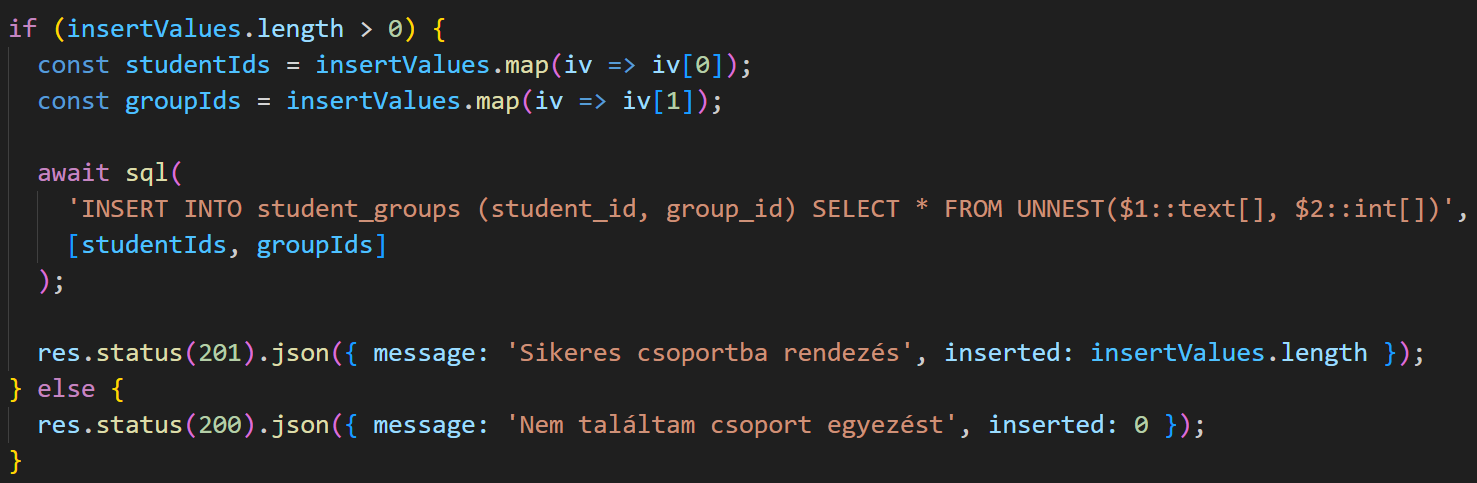 if (insertValues.length > 0) {
const studentIds = insertValues.map(iv => iv[0]);
const groupIds = insertValues.map(iv => iv[1]);
await sql(
'INSERT INTO student_groups (student_id, group_id) SELECT * FROM UNNEST($1::text[], $2::int[])',
[studentIds, groupIds]
);
res.status(201).json({ message: 'Sikeres csoportba rendezés', inserted: insertValues.length });
} else {
res.status(200).json({ message: 'Nem találtam csoport egyezést', inserted: 0 });
}